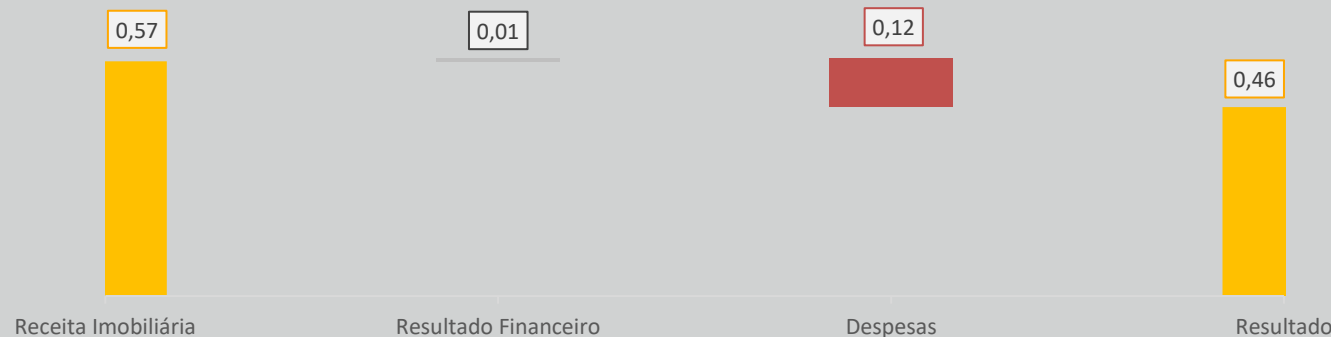 0,57
0,01
0,12
0,46
Receita Imobiliária
Resultado Financeiro
Despesas
Resultado